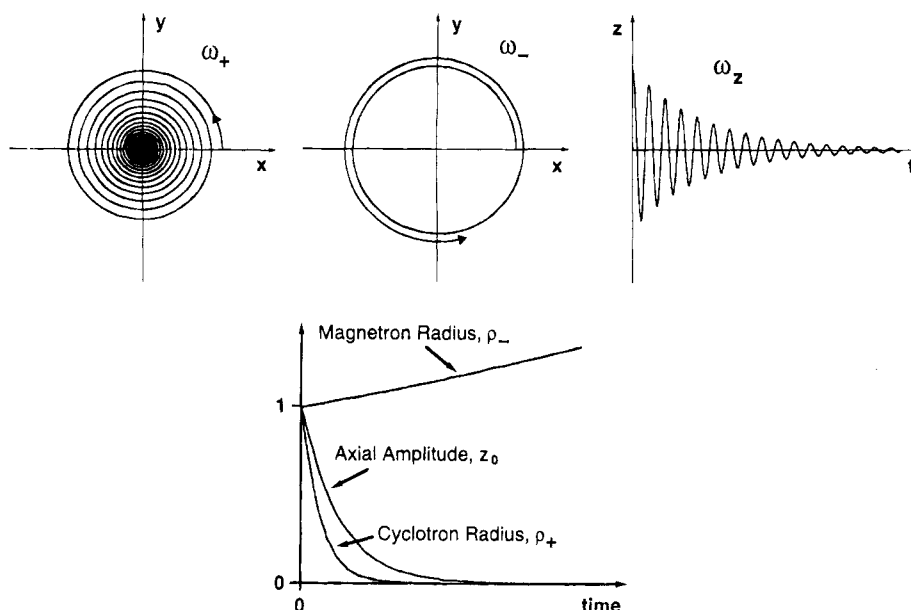 y
ω+
x
y
ω−
x
z
ωz
t
Magnetron Radius, ρ−
1
Axial Amplitude, z₀
Cyclotron Radius, ρ+
0
0
time